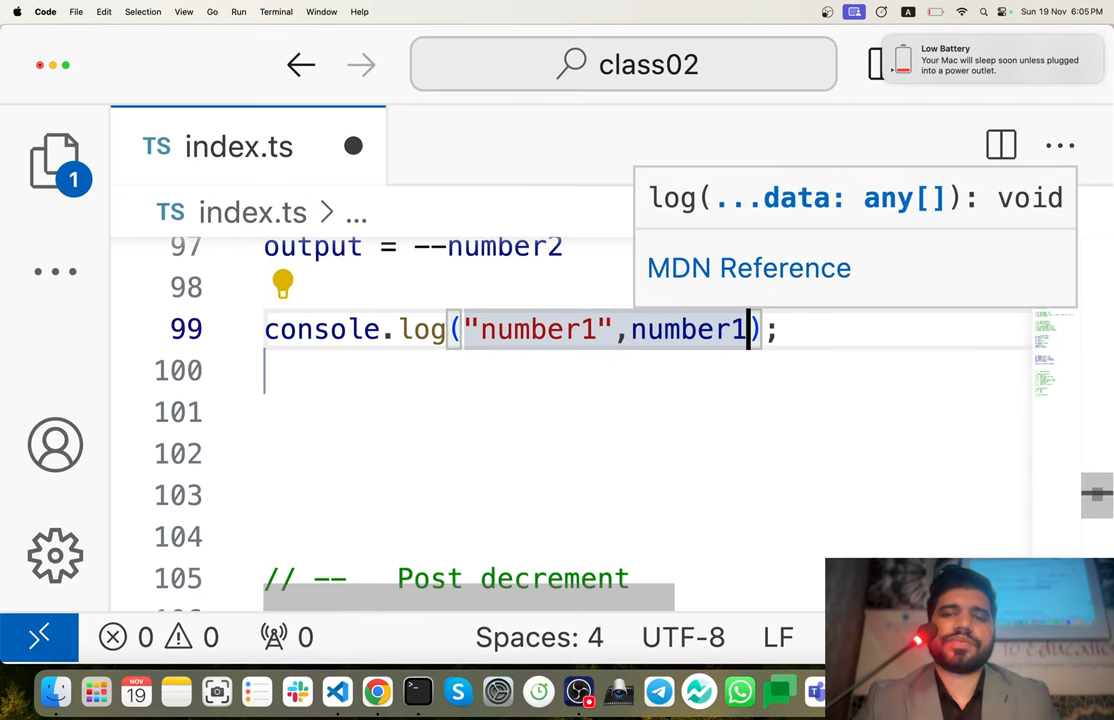 Code File Edit Selection View Go Run Terminal Window Help A Sun 19 Nov 6:05PM
class02
Low Battery
Your Mac will sleep soon unless plugged
into a power outlet.
TS index.ts
1
TS index.ts > ...
log(...data: any[]): void
MDN Reference
97 output = --number2
98
99 console.log("number1",number1);
100
101
102
103
104
105 // -- Post decrement
0 0 0 Spaces: 4 UTF-8 LF
NOV
19